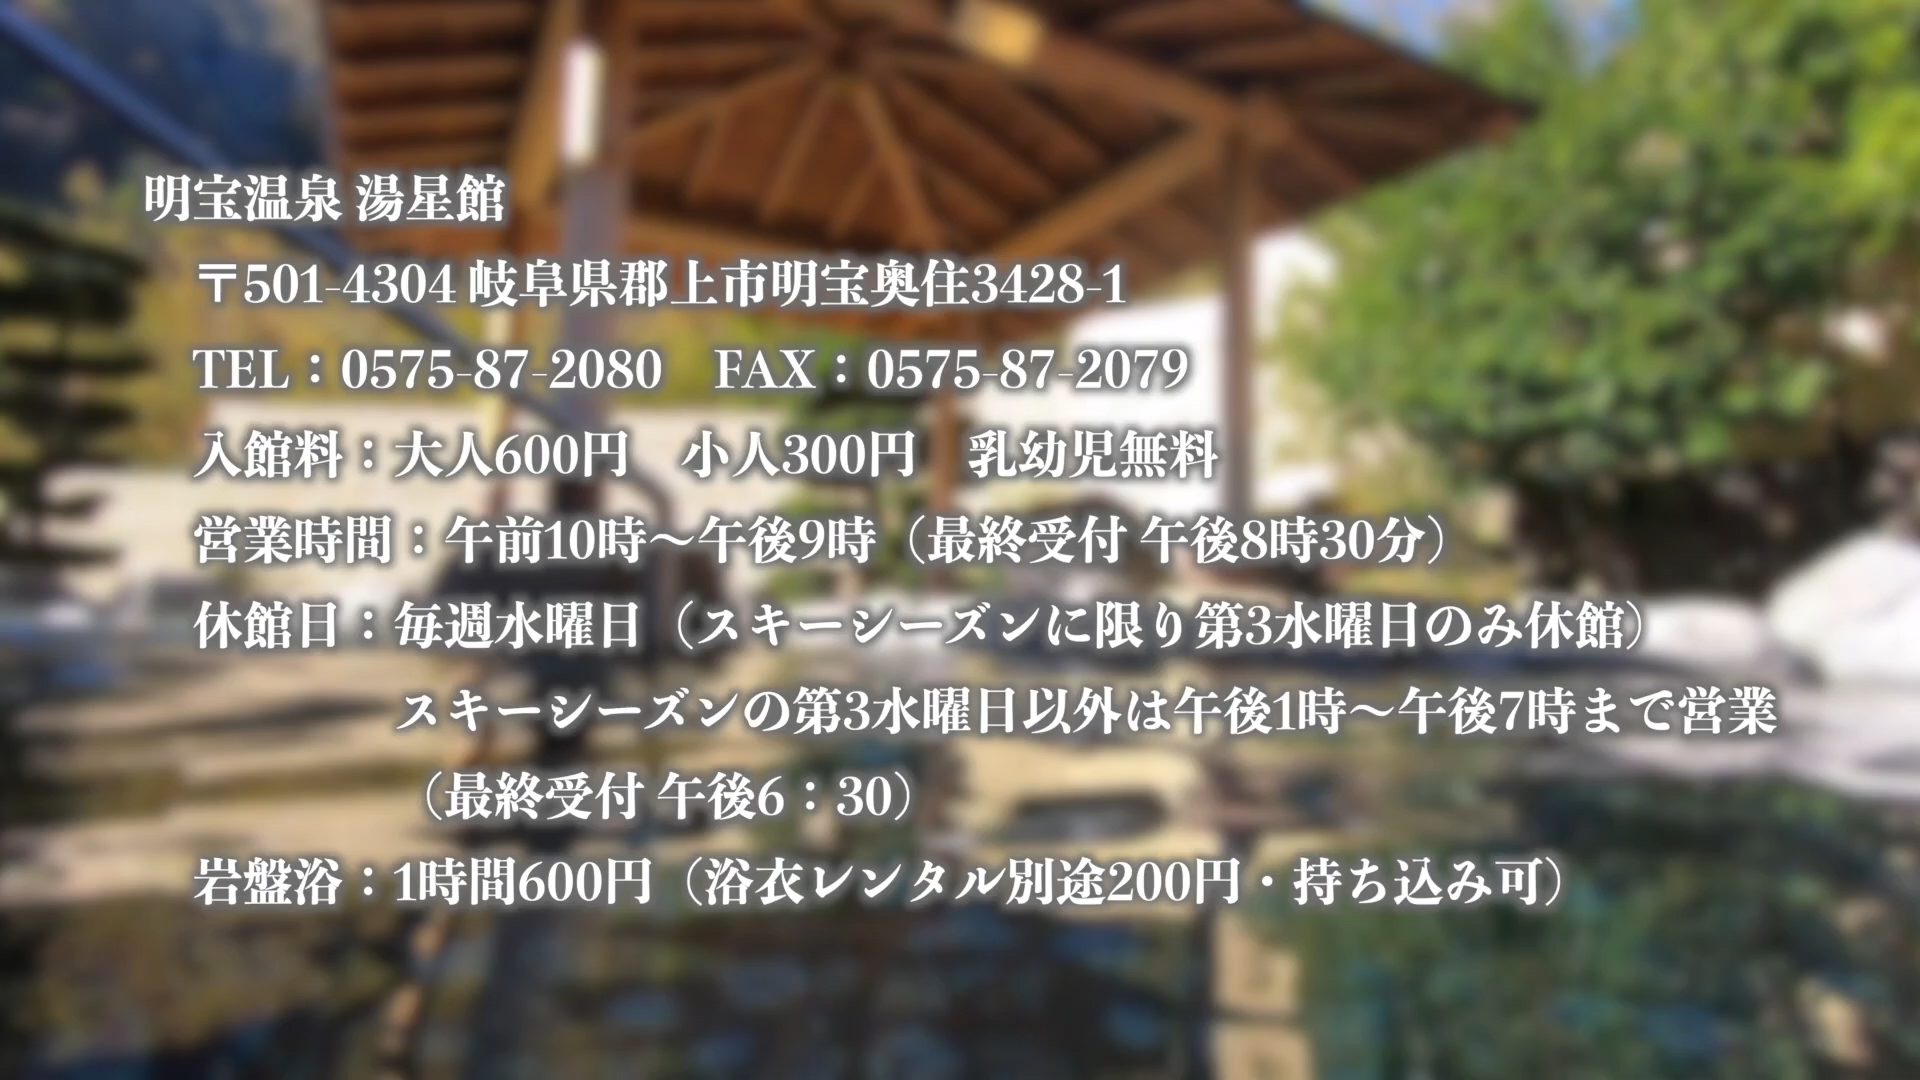 明宝温泉 湯星館
〒501-4304 岐阜県郡上市明宝奥住3428-1
TEL：0575-87-2080　FAX：0575-87-2079
入館料：大人600円　小人300円　乳幼児無料
営業時間：午前10時～午後9時（最終受付 午後8時30分）
休館日：毎週水曜日（スキーシーズンに限り第3水曜日のみ休館）
スキーシーズンの第3水曜日以外は午後1時～午後7時まで営業
（最終受付 午後6：30）
岩盤浴：1時間600円（浴衣レンタル別途200円・持ち込み可）